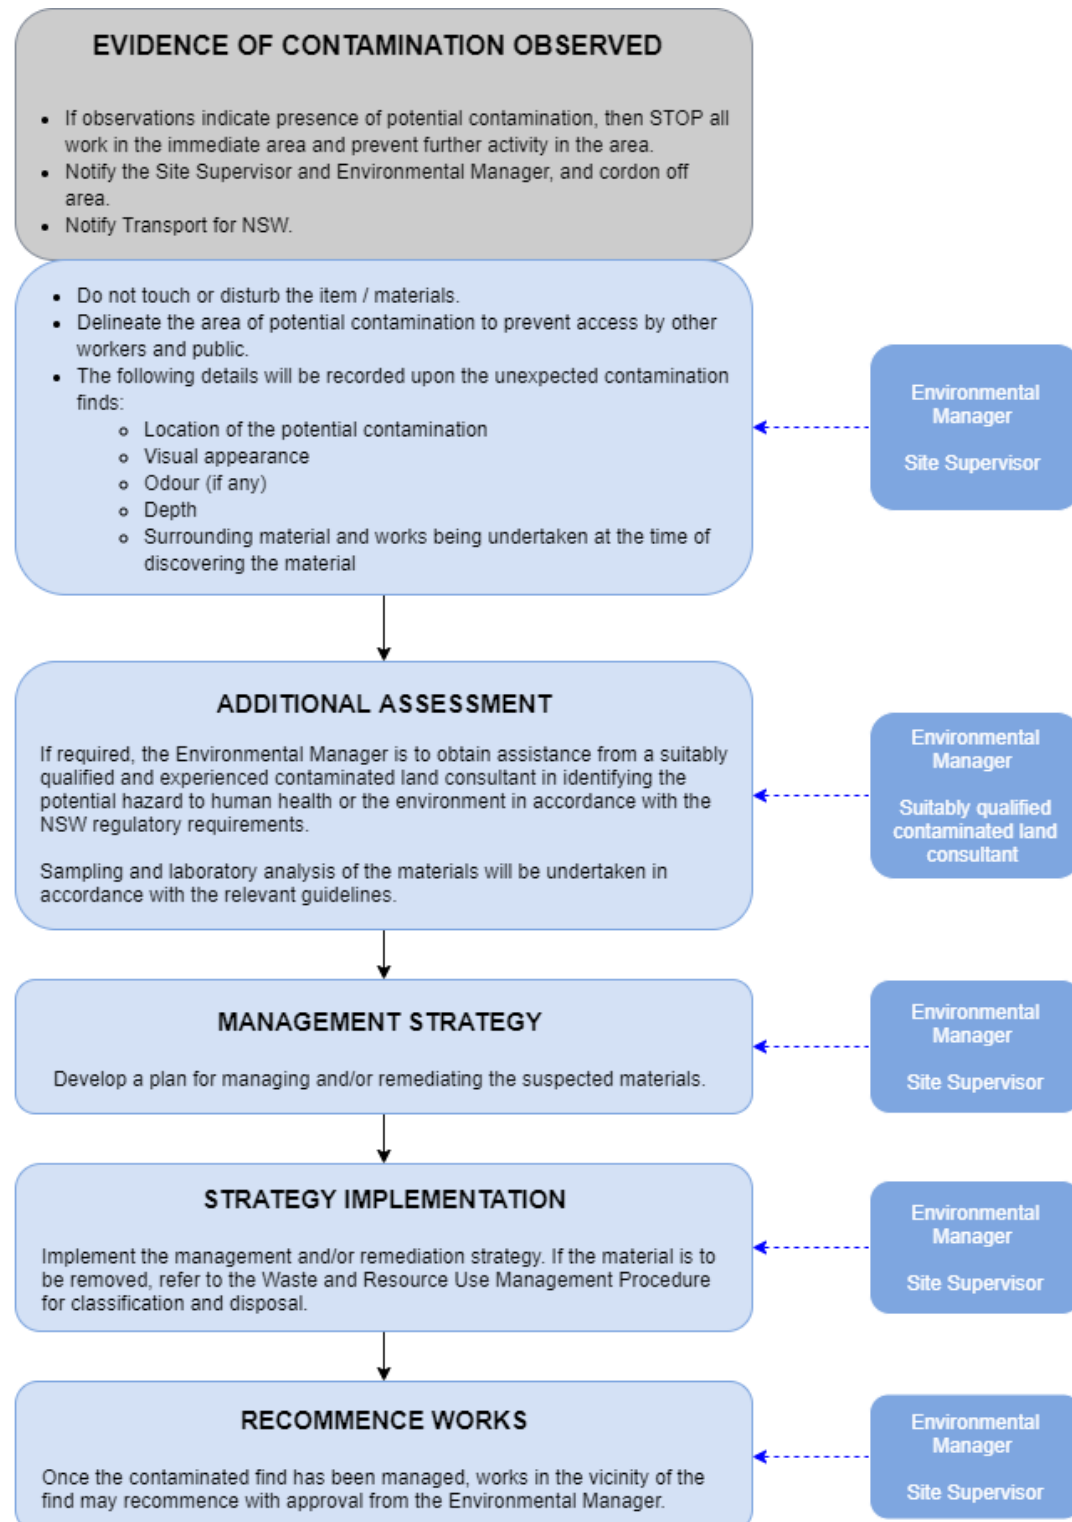 EVIDENCE OF CONTAMINATION OBSERVED
• If observations indicate presence of potential contamination, then STOP all
work in the immediate area and prevent further activity in the area.
• Notify the Site Supervisor and Environmental Manager, and cordon off
area.
• Notify Transport for NSW.
• Do not touch or disturb the item / materials.
• Delineate the area of potential contamination to prevent access by other
workers and public.
• The following details will be recorded upon the unexpected contamination
finds:
○ Location of the potential contamination
○ Visual appearance
○ Odour (if any)
○ Depth
○ Surrounding material and works being undertaken at the time of
discovering the material
Environmental
Manager
Site Supervisor
ADDITIONAL ASSESSMENT
If required, the Environmental Manager is to obtain assistance from a suitably
qualified and experienced contaminated land consultant in identifying the
potential hazard to human health or the environment in accordance with the
NSW regulatory requirements.
Sampling and laboratory analysis of the materials will be undertaken in
accordance with the relevant guidelines.
Environmental
Manager
Suitably qualified
contaminated land
consultant
MANAGEMENT STRATEGY
Develop a plan for managing and/or remediating the suspected materials.
Environmental
Manager
Site Supervisor
STRATEGY IMPLEMENTATION
Implement the management and/or remediation strategy. If the material is to
be removed, refer to the Waste and Resource Use Management Procedure
for classification and disposal.
Environmental
Manager
Site Supervisor
RECOMMENCE WORKS
Once the contaminated find has been managed, works in the vicinity of the
find may recommence with approval from the Environmental Manager.
Environmental
Manager
Site Supervisor